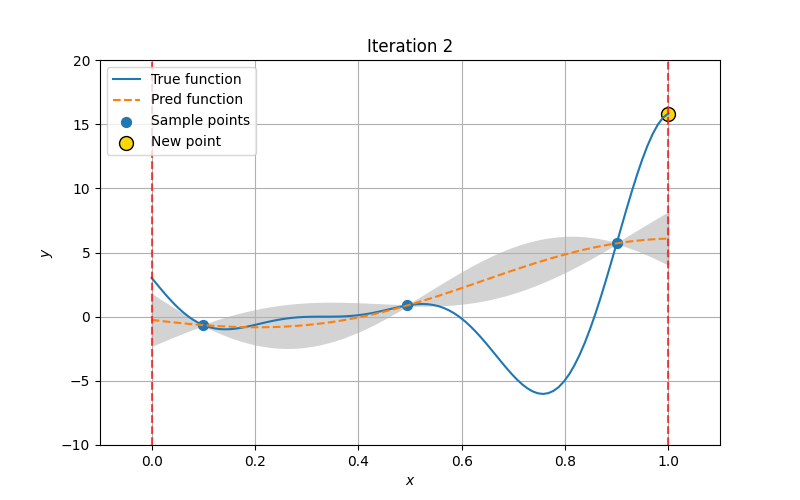 Iteration 2
True function
Pred function
Sample points
New point
20
15
10
5
0
−5
−10
y
0.0 0.2 0.4 0.6 0.8 1.0
x